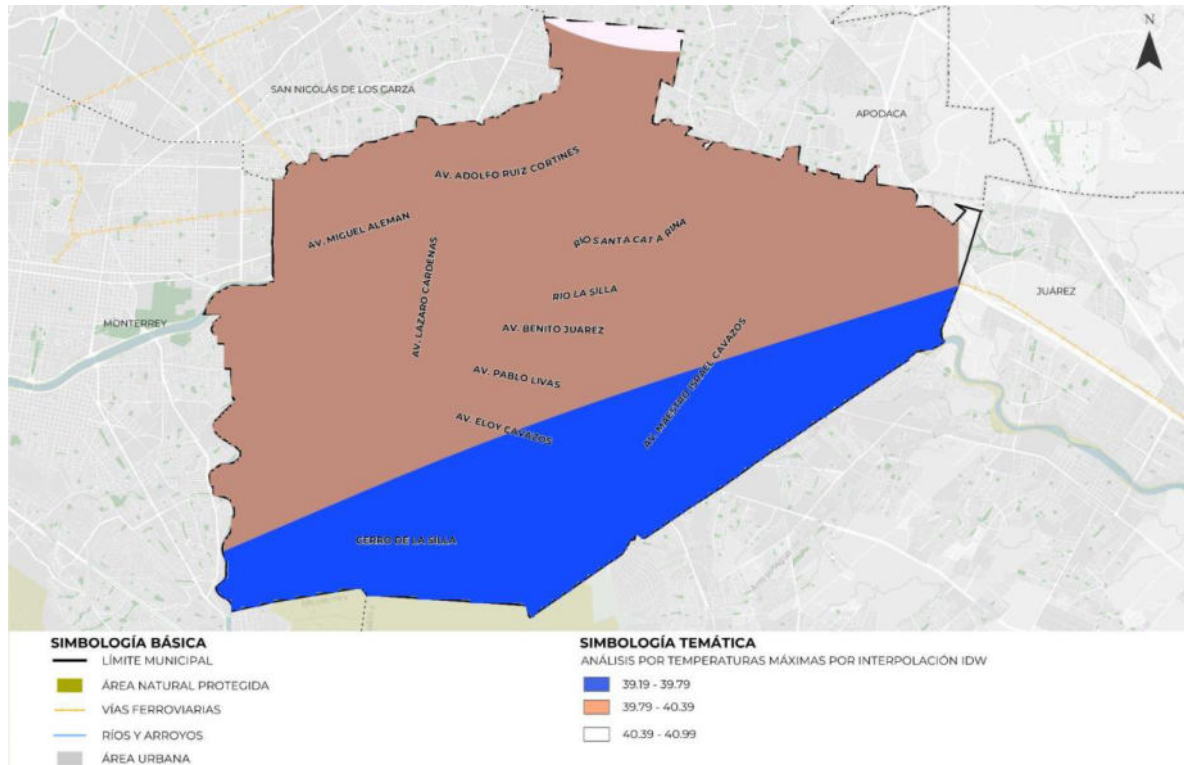 N
SAN NICOLÁS DE LOS GARZA
APODACA
AV. ADOLFO RUIZ CORTINES
AV. MIGUEL ALEMAN
RÍO SANTA CATARINA
AV. LAZARO CARDENAS
RIO LA SILLA
JUÁREZ
MONTERREY
AV. BENITO JUÁREZ
AV. MAESTRO ISRAEL CAVAZOS
AV. PABLO LIVAS
AV. ELOY CAVAZOS
CERRO DE LA SILLA
SIMBOLOGÍA BÁSICA
LÍMITE MUNICIPAL
ÁREA NATURAL PROTEGIDA
VÍAS FERROVIARIAS
RÍOS Y ARROYOS
ÁREA URBANA
SIMBOLOGÍA TEMÁTICA
ANÁLISIS POR TEMPERATURAS MÁXIMAS POR INTERPOLACIÓN IDW
39.19 - 39.79
39.79 - 40.39
40.39 - 40.99